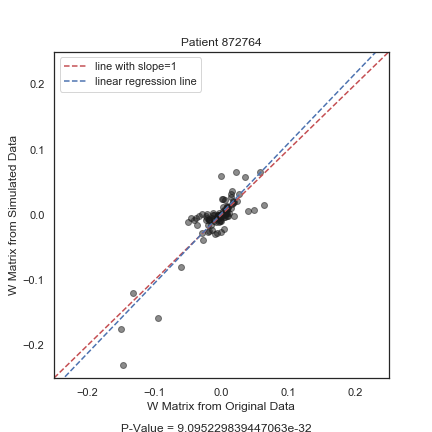 Patient 872764
line with slope=1
linear regression line
W Matrix from Simulated Data
0.2
0.1
0.0
−0.1
−0.2
−0.2
−0.1
0.0
0.1
0.2
W Matrix from Original Data
P-Value = 9.095229839447063e-32